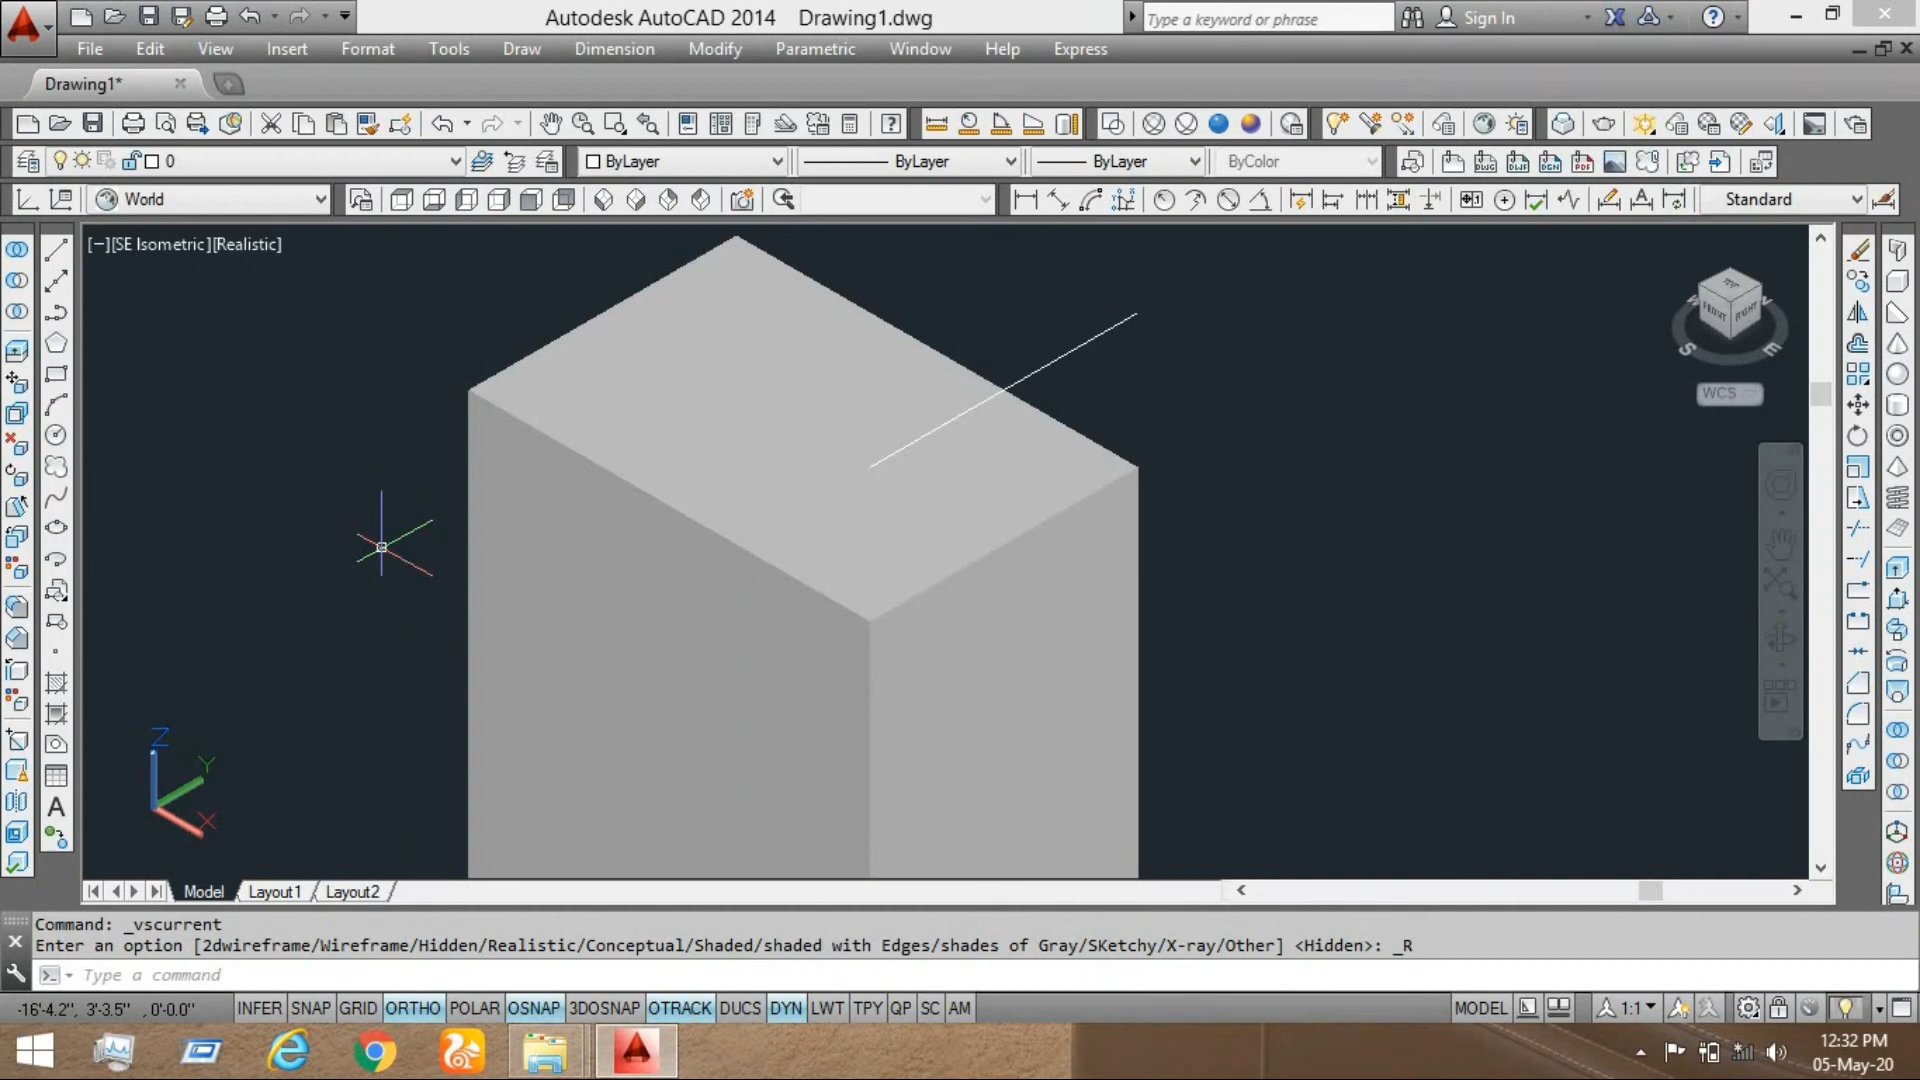 Autodesk AutoCAD 2014 Drawing1.dwg
Type a keyword or phrase
Sign In
File Edit View Insert Format Tools Draw Dimension Modify Parametric Window Help Express
Drawing1*
0
ByLayer
ByLayer
ByLayer
ByColor
World
Standard
[−][SE Isometric][Realistic]
TOP
FRONT
RIGHT
S
E
WCS
Z
Y
X
A
Model Layout1 Layout2
Command: _vscurrent
Enter an option [2dwireframe/Wireframe/Hidden/Realistic/Conceptual/Shaded/shaded with Edges/shades of Gray/SKetchy/X-ray/Other] <Hidden>: _R
Type a command
-16'-4.2", 3'-3.5" ,0'-0.0"
INFER SNAP GRID ORTHO POLAR OSNAP 3DOSNAP OTRACK DUCS DYN LWT TPY QP SC AM
MODEL
1:1
12:32 PM
05-May-20